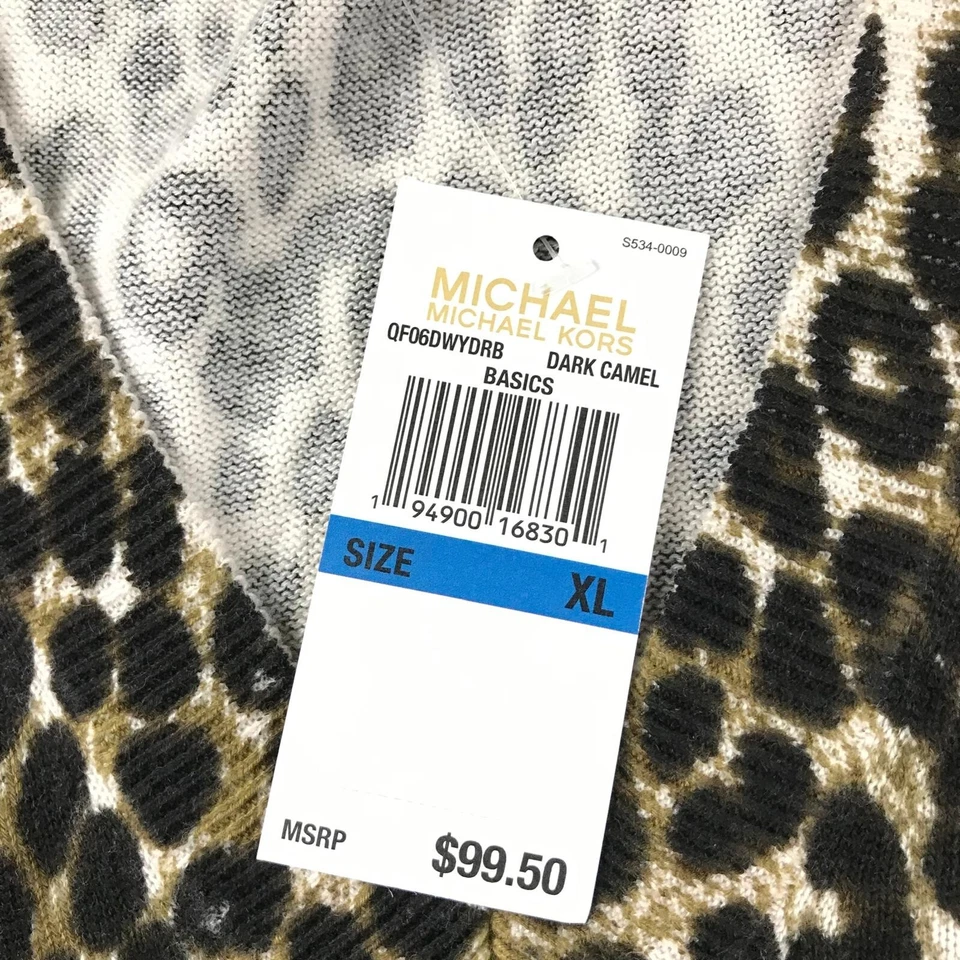 S534-0009
MICHAEL
MICHAEL KORS
QF06DWYDRB DARK CAMEL
BASICS
1 94900 16830 1
SIZE XL
MSRP $99.50